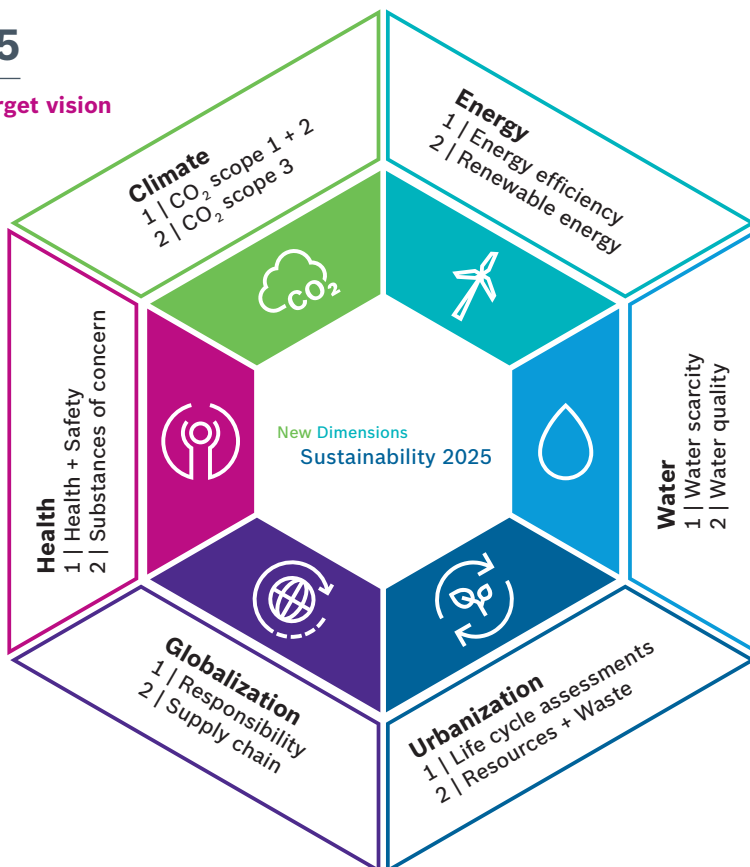 5
rget vision
Climate
1 | CO₂ scope 1 + 2
2 | CO₂ scope 3
Energy
1 | Energy efficiency
2 | Renewable energy
CO₂
Health
1 | Health + Safety
2 | Substances of concern
New Dimensions
Sustainability 2025
Water
1 | Water scarcity
2 | Water quality
Globalization
1 | Responsibility
2 | Supply chain
Urbanization
1 | Life cycle assessments
2 | Resources + Waste